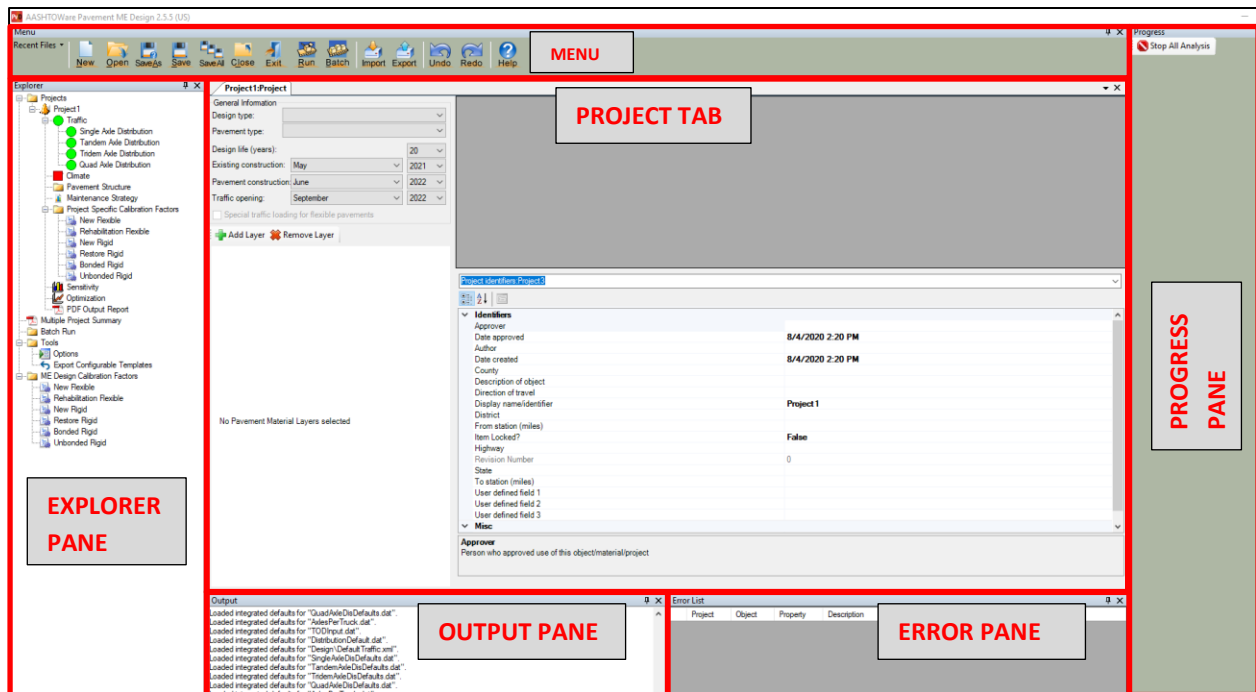 AASHTOWare Pavement ME Design 2.5.5 (US)
Menu
Recent Files
New Open SaveAs Save SaveAll Close Exit Run Batch Import Export Undo Redo Help
MENU
Progress
Stop All Analysis
Explorer
Projects
Project1
Traffic
Single Axle Distribution
Tandem Axle Distribution
Tridem Axle Distribution
Quad Axle Distribution
Climate
Pavement Structure
Maintenance Strategy
Project Specific Calibration Factors
New Flexible
Rehabilitation Flexible
New Rigid
Restore Rigid
Bonded Rigid
Unbonded Rigid
Sensitivity
Optimization
PDF Output Report
Multiple Project Summary
Batch Run
Tools
Options
Export Configurable Templates
ME Design Calibration Factors
New Flexible
Rehabilitation Flexible
New Rigid
Restore Rigid
Bonded Rigid
Unbonded Rigid
EXPLORER
PANE
Project1:Project
PROJECT TAB
General Information
Design type:
Pavement type:
Design life (years): 20
Existing construction: May 2021
Pavement construction: June 2022
Traffic opening: September 2022
Special traffic loading for flexible pavements
Add Layer Remove Layer
No Pavement Material Layers selected
Project identifiers:Project3
Identifiers
Approver
Date approved 8/4/2020 2:20 PM
Author
Date created 8/4/2020 2:20 PM
County
Description of object
Direction of travel
Display name/identifier Project1
District
From station (miles)
Item Locked? False
Highway
Revision Number 0
State
To station (miles)
User defined field 1
User defined field 2
User defined field 3
Misc
Approver
Person who approved use of this object/material/project
PROGRESS
PANE
Output
Loaded integrated defaults for "QuadAxleDisDefaults.dat".
Loaded integrated defaults for "AxlesPerTruck.dat".
Loaded integrated defaults for "TODInput.dat".
Loaded integrated defaults for "DistributionDefault.dat".
Loaded integrated defaults for "Design\DefaultTraffic.xml".
Loaded integrated defaults for "SingleAxleDisDefaults.dat".
Loaded integrated defaults for "TandemAxleDisDefaults.dat".
Loaded integrated defaults for "TridemAxleDisDefaults.dat".
Loaded integrated defaults for "QuadAxleDisDefaults.dat".
OUTPUT PANE
Error List
Project Object Property Description
ERROR PANE